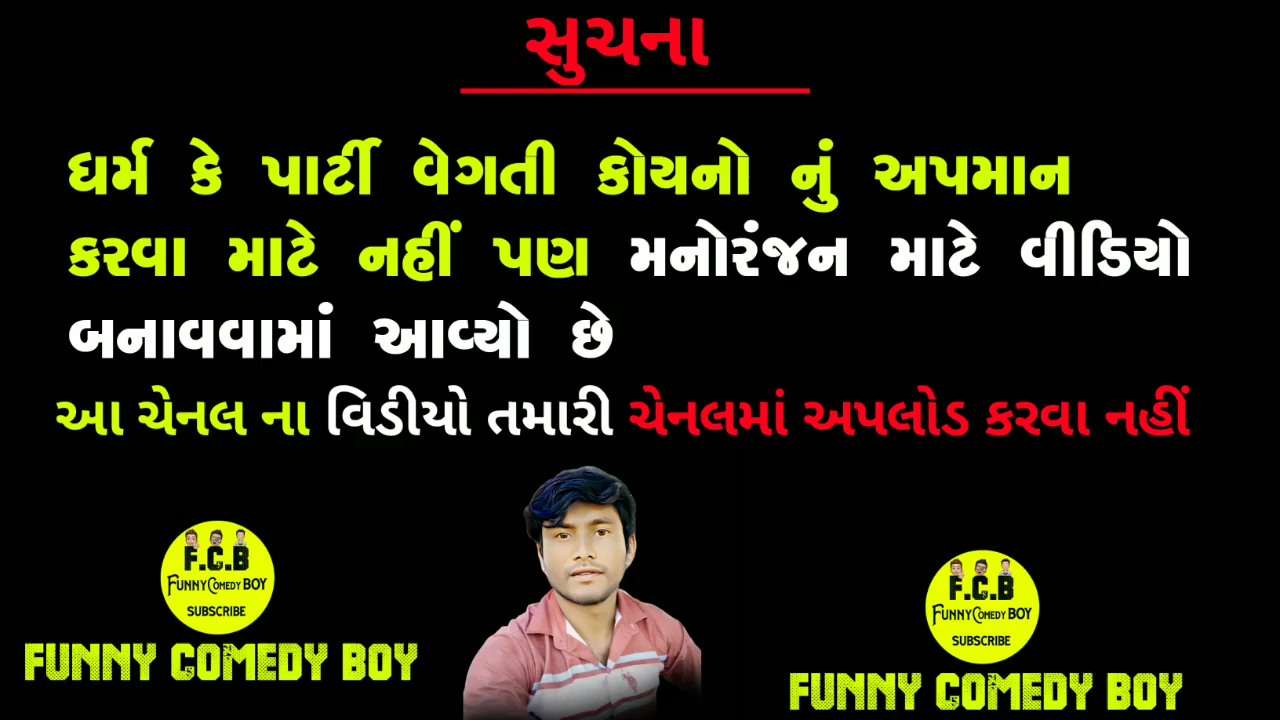 સુચના
ધર્મ કે પાર્ટી વેગતી કોયનો નું અપમાન
કરવા માટે નહીં પણ મનોરંજન માટે વીડિયો
બનાવવામાં આવ્યો છે
આ ચેનલ ના વિડીયો તમારી ચેનલમાં અપલોડ કરવા નહીં
F.C.B
FUNNY COMEDY BOY
SUBSCRIBE
FUNNY COMEDY BOY
F.C.B
FUNNY COMEDY BOY
SUBSCRIBE
FUNNY COMEDY BOY